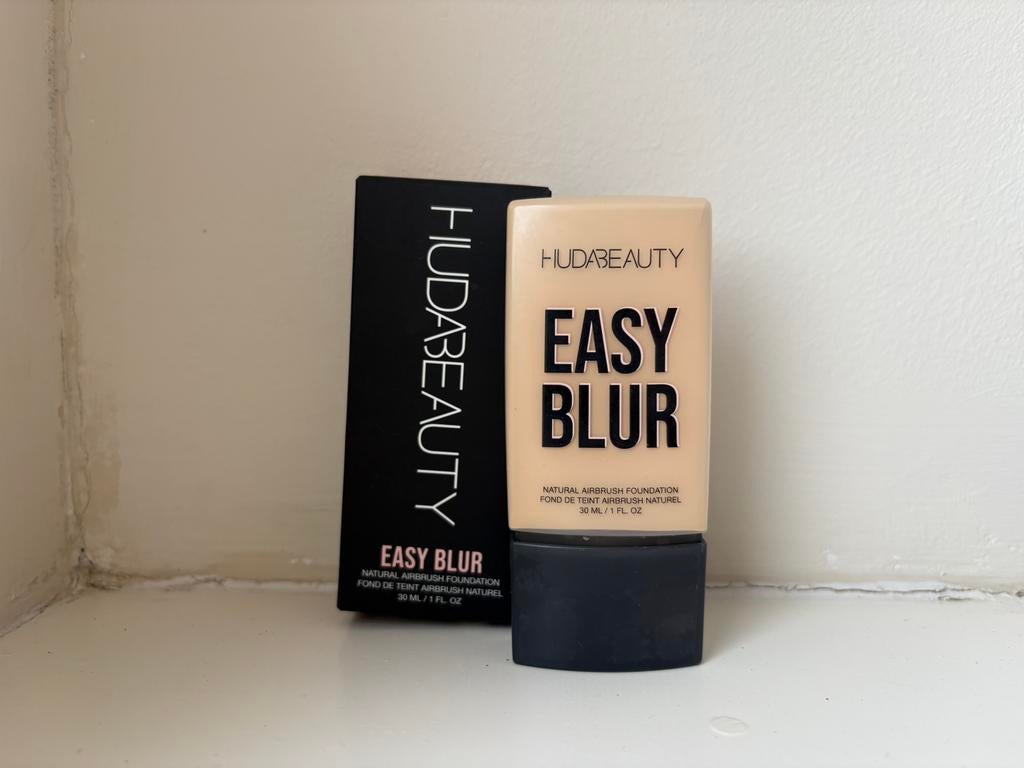 HUDABEAUTY
EASY BLUR
NATURAL AIRBRUSH FOUNDATION
FOND DE TEINT AIRBRUSH NATUREL
30 ML / 1 FL. OZ
HUDABEAUTY
EASY
BLUR
NATURAL AIRBRUSH FOUNDATION
FOND DE TEINT AIRBRUSH NATUREL
30 ML / 1 FL. OZ